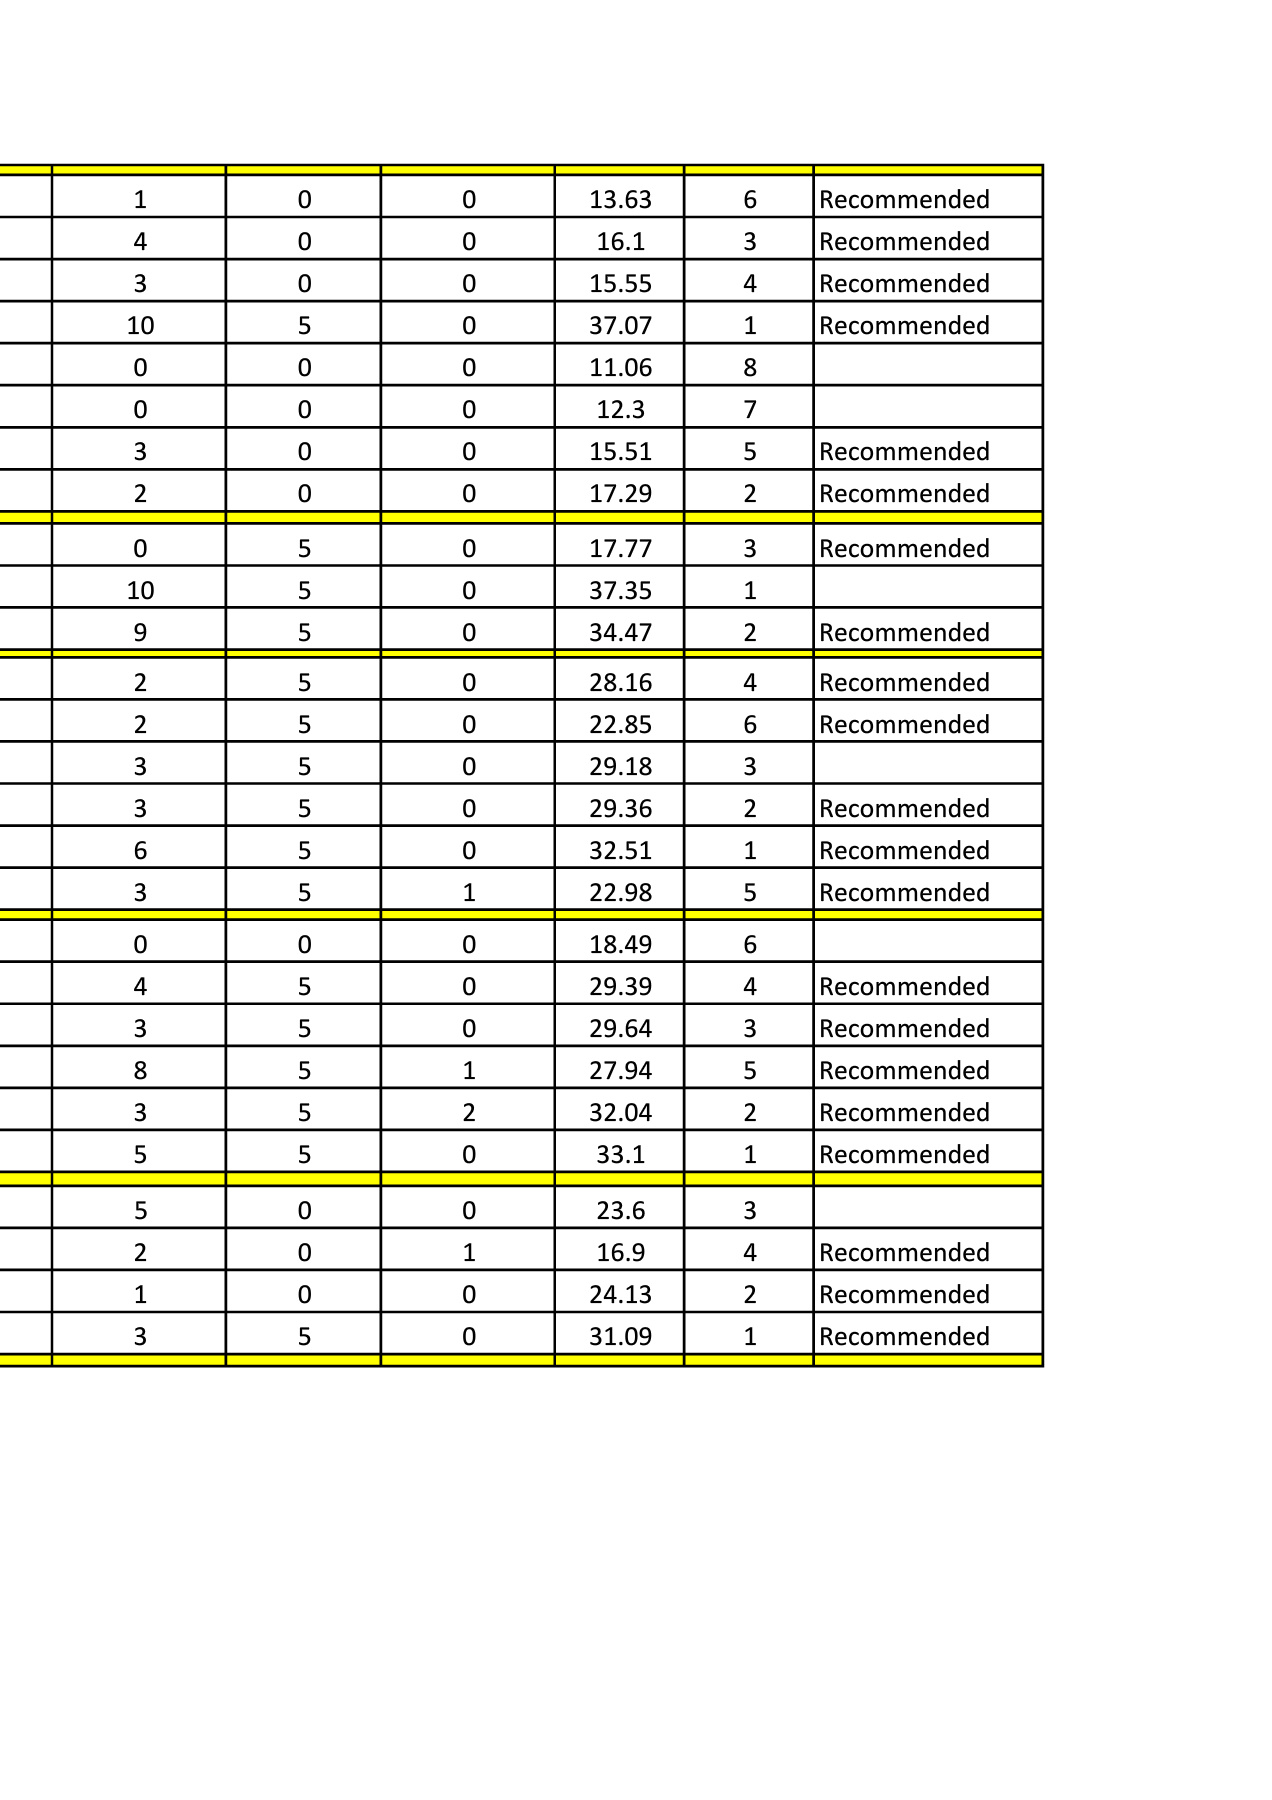 1 0 0 13.63 6 Recommended
4 0 0 16.1 3 Recommended
3 0 0 15.55 4 Recommended
10 5 0 37.07 1 Recommended
0 0 0 11.06 8
0 0 0 12.3 7
3 0 0 15.51 5 Recommended
2 0 0 17.29 2 Recommended
0 5 0 17.77 3 Recommended
10 5 0 37.35 1
9 5 0 34.47 2 Recommended
2 5 0 28.16 4 Recommended
2 5 0 22.85 6 Recommended
3 5 0 29.18 3
3 5 0 29.36 2 Recommended
6 5 0 32.51 1 Recommended
3 5 1 22.98 5 Recommended
0 0 0 18.49 6
4 5 0 29.39 4 Recommended
3 5 0 29.64 3 Recommended
8 5 1 27.94 5 Recommended
3 5 2 32.04 2 Recommended
5 5 0 33.1 1 Recommended
5 0 0 23.6 3
2 0 1 16.9 4 Recommended
1 0 0 24.13 2 Recommended
3 5 0 31.09 1 Recommended